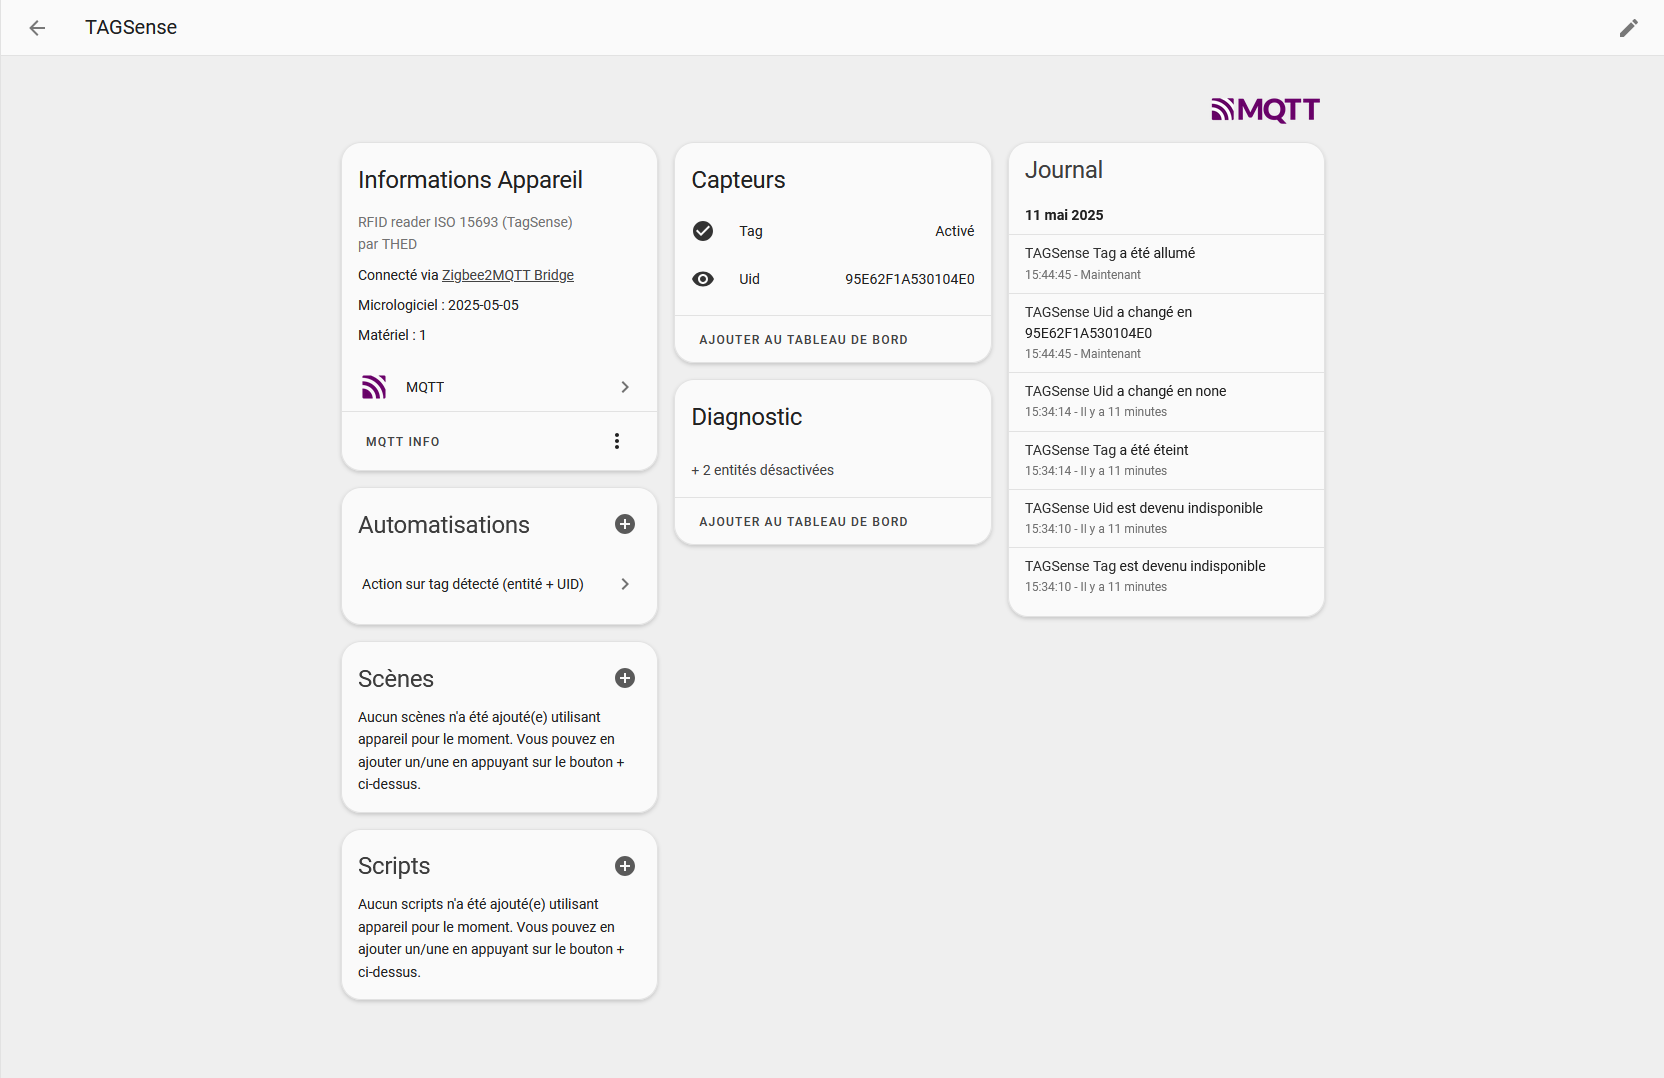 TAGSense
MQTT
Informations Appareil
RFID reader ISO 15693 (TagSense)
par THED
Connecté via Zigbee2MQTT Bridge
Micrologiciel : 2025-05-05
Matériel : 1
MQTT
MQTT INFO
Automatisations
Action sur tag détecté (entité + UID)
Scènes
Aucun scènes n'a été ajouté(e) utilisant
appareil pour le moment. Vous pouvez en
ajouter un/une en appuyant sur le bouton +
ci-dessus.
Scripts
Aucun scripts n'a été ajouté(e) utilisant
appareil pour le moment. Vous pouvez en
ajouter un/une en appuyant sur le bouton +
ci-dessus.
Capteurs
Tag Activé
Uid 95E62F1A530104E0
AJOUTER AU TABLEAU DE BORD
Diagnostic
+ 2 entités désactivées
AJOUTER AU TABLEAU DE BORD
Journal
11 mai 2025
TAGSense Tag a été allumé
15:44:45 - Maintenant
TAGSense Uid a changé en
95E62F1A530104E0
15:44:45 - Maintenant
TAGSense Uid a changé en none
15:34:14 - Il y a 11 minutes
TAGSense Tag a été éteint
15:34:14 - Il y a 11 minutes
TAGSense Uid est devenu indisponible
15:34:10 - Il y a 11 minutes
TAGSense Tag est devenu indisponible
15:34:10 - Il y a 11 minutes